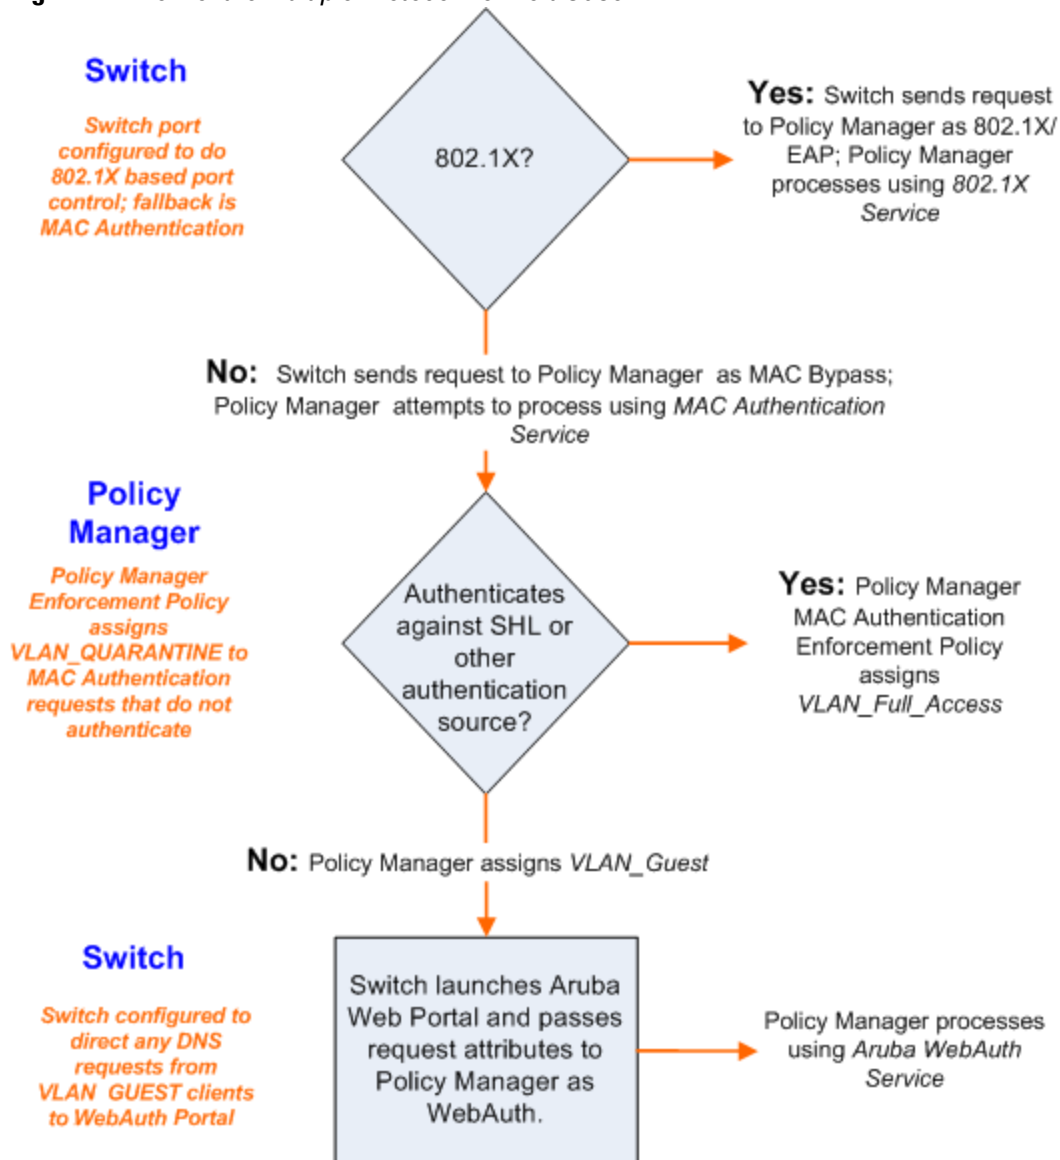 Switch
Switch port
configured to do
802.1X based port
control; fallback is
MAC Authentication
802.1X?
Yes: Switch sends request
to Policy Manager as 802.1X/
EAP; Policy Manager
processes using 802.1X
Service
No: Switch sends request to Policy Manager as MAC Bypass;
Policy Manager attempts to process using MAC Authentication
Service
Policy
Manager
Policy Manager
Enforcement Policy
assigns
VLAN_QUARANTINE to
MAC Authentication
requests that do not
authenticate
Authenticates
against SHL or
other
authentication
source?
Yes: Policy Manager
MAC Authentication
Enforcement Policy
assigns
VLAN_Full_Access
No: Policy Manager assigns VLAN_Guest
Switch
Switch configured to
direct any DNS
requests from
VLAN_GUEST clients
to WebAuth Portal
Switch launches Aruba
Web Portal and passes
request attributes to
Policy Manager as
WebAuth.
Policy Manager processes
using Aruba WebAuth
Service